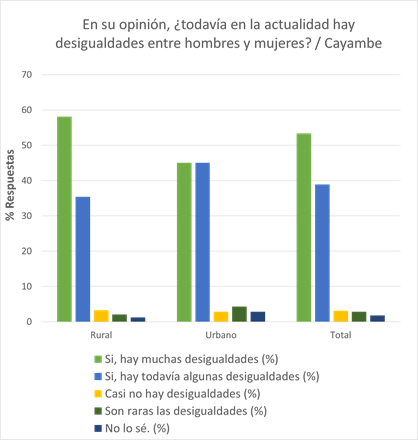 En su opinión, ¿todavía en la actualidad hay
desigualdades entre hombres y mujeres? / Cayambe
70
60
50
40
30
20
10
0
% Respuestas
Rural Urbano Total
Si, hay muchas desigualdades (%)
Si, hay todavía algunas desigualdades (%)
Casi no hay desigualdades (%)
Son raras las desigualdades (%)
No lo sé. (%)